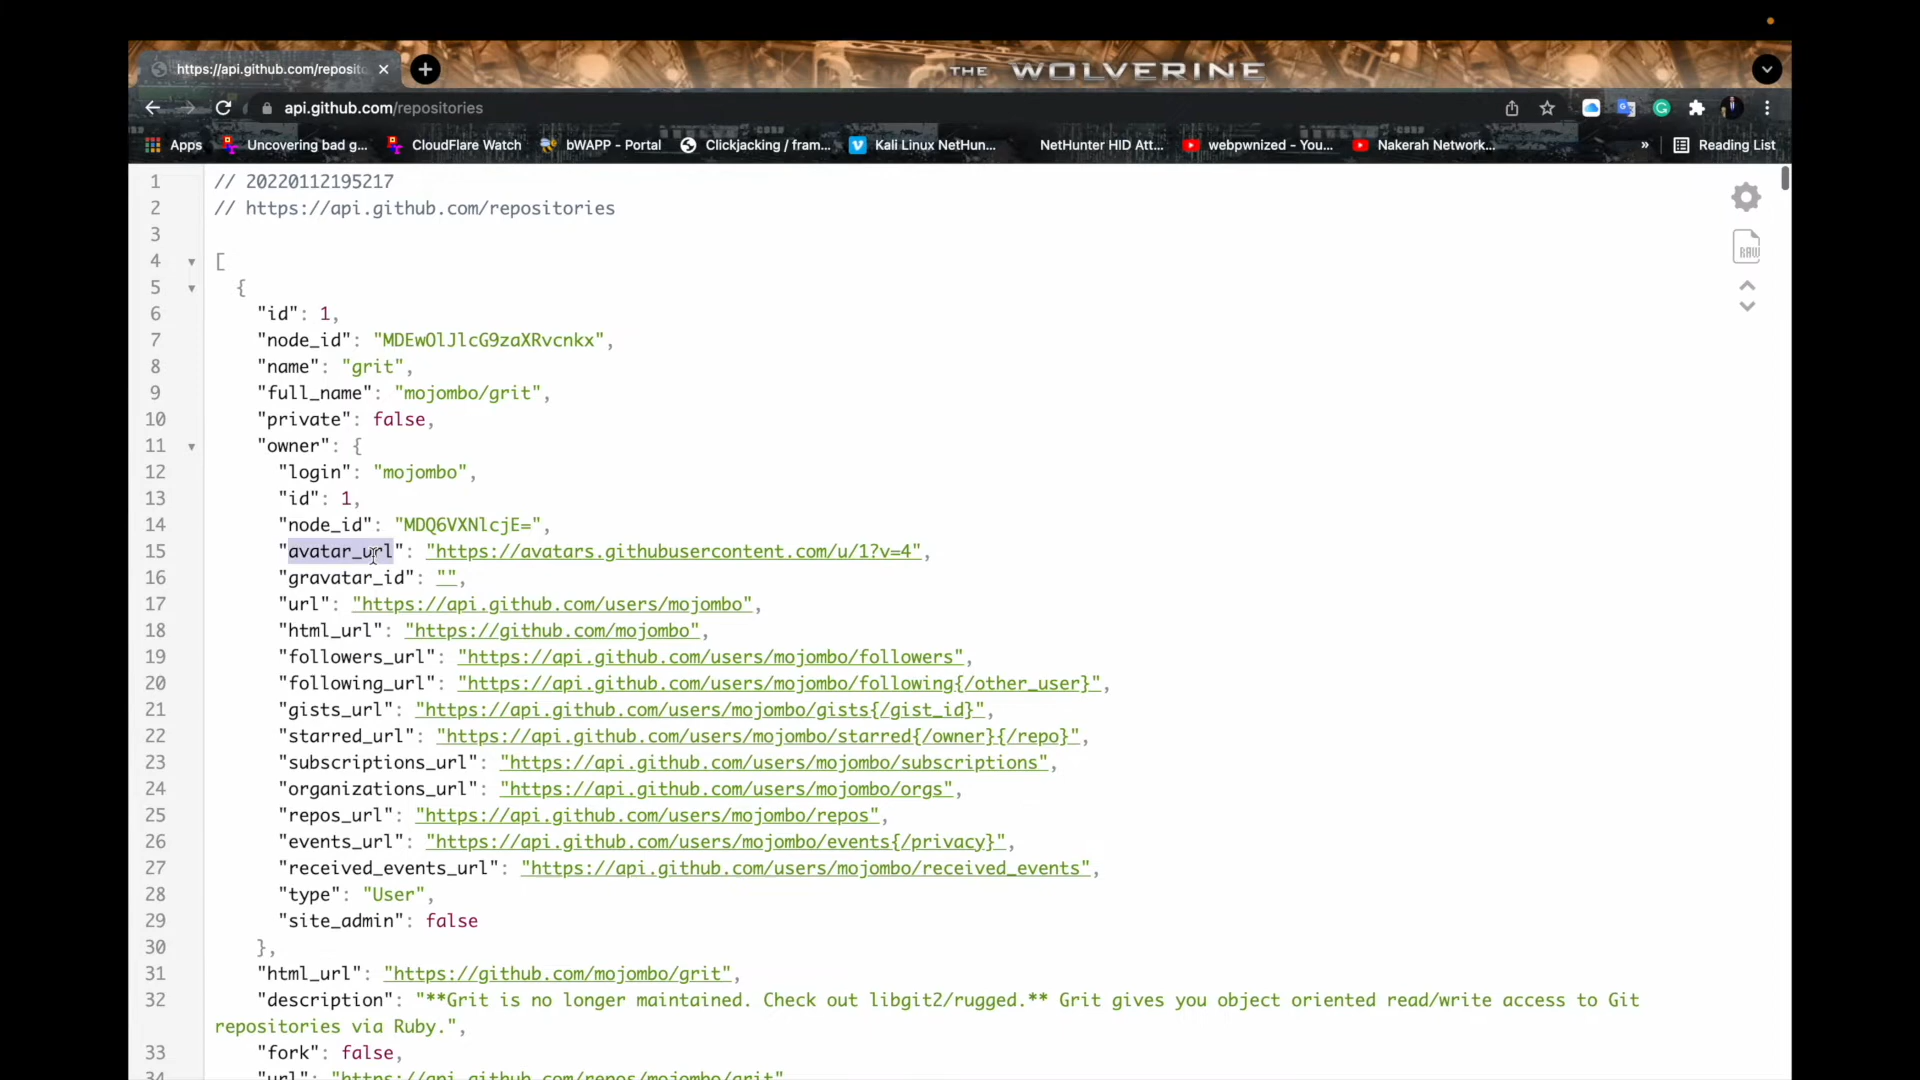 THE WOLVERINE
https://api.github.com/reposito
api.github.com/repositories
Apps
Uncovering bad g...
CloudFlare Watch
bWAPP - Portal
Clickjacking / fram...
Kali Linux NetHun...
NetHunter HID Att...
webpwnized - You...
Nakerah Network...
»
Reading List
1 // 20220112195217
2 // https://api.github.com/repositories
3
4 [
5 {
6 "id": 1,
7 "node_id": "MDEwOlJlcG9zaXRvcnkx",
8 "name": "grit",
9 "full_name": "mojombo/grit",
10 "private": false,
11 "owner": {
12 "login": "mojombo",
13 "id": 1,
14 "node_id": "MDQ6VXNlcjE=",
15 "avatar_url": "https://avatars.githubusercontent.com/u/1?v=4",
16 "gravatar_id": "",
17 "url": "https://api.github.com/users/mojombo",
18 "html_url": "https://github.com/mojombo",
19 "followers_url": "https://api.github.com/users/mojombo/followers",
20 "following_url": "https://api.github.com/users/mojombo/following{/other_user}",
21 "gists_url": "https://api.github.com/users/mojombo/gists{/gist_id}",
22 "starred_url": "https://api.github.com/users/mojombo/starred{/owner}{/repo}",
23 "subscriptions_url": "https://api.github.com/users/mojombo/subscriptions",
24 "organizations_url": "https://api.github.com/users/mojombo/orgs",
25 "repos_url": "https://api.github.com/users/mojombo/repos",
26 "events_url": "https://api.github.com/users/mojombo/events{/privacy}",
27 "received_events_url": "https://api.github.com/users/mojombo/received_events",
28 "type": "User",
29 "site_admin": false
30 },
31 "html_url": "https://github.com/mojombo/grit",
32 "description": "**Grit is no longer maintained. Check out libgit2/rugged.** Grit gives you object oriented read/write access to Git
repositories via Ruby.",
33 "fork": false,
34 "url": "https://api.github.com/repos/mojombo/grit"
RAW